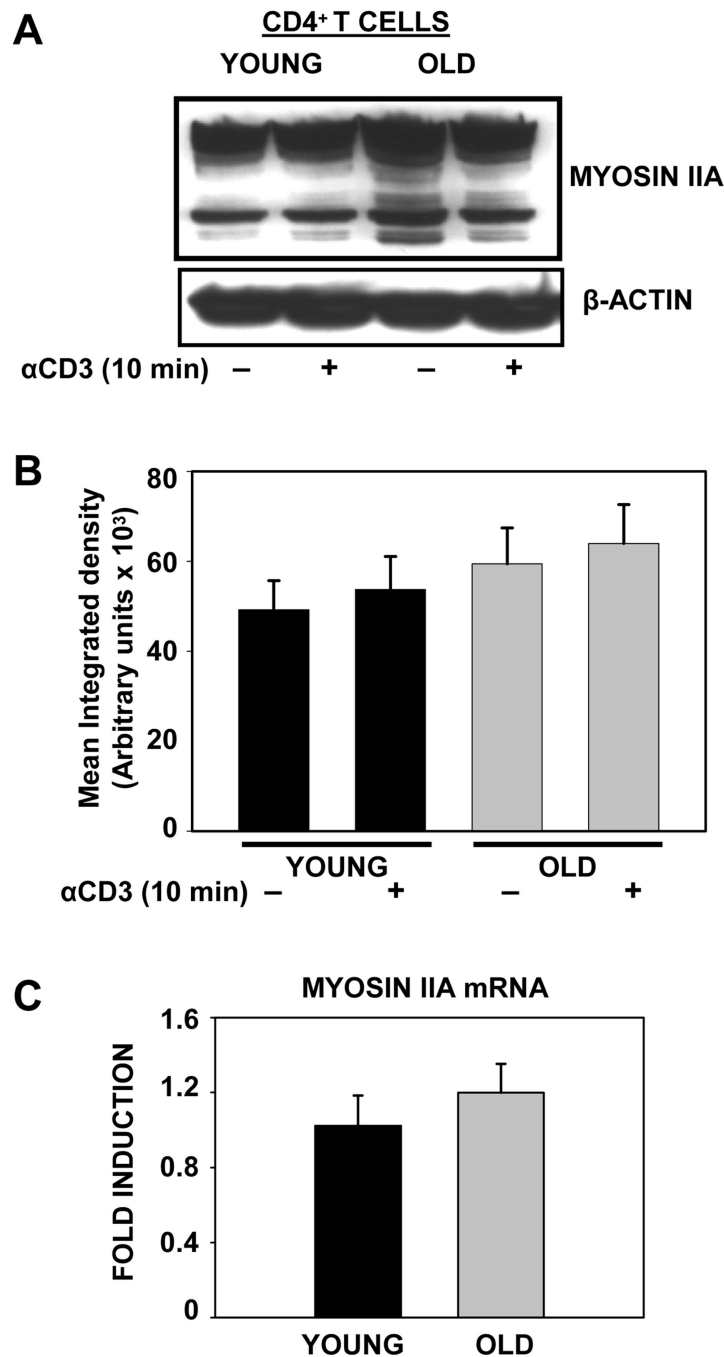 A
CD4⁺ T CELLS
YOUNG OLD
MYOSIN IIA
β-ACTIN
αCD3 (10 min) – + – +
B
Mean Integrated density
(Arbitrary units x 10³)
80
60
40
20
0
YOUNG OLD
αCD3 (10 min) – + – +
C
MYOSIN IIA mRNA
FOLD INDUCTION
1.6
1.2
0.8
0.4
0
YOUNG OLD